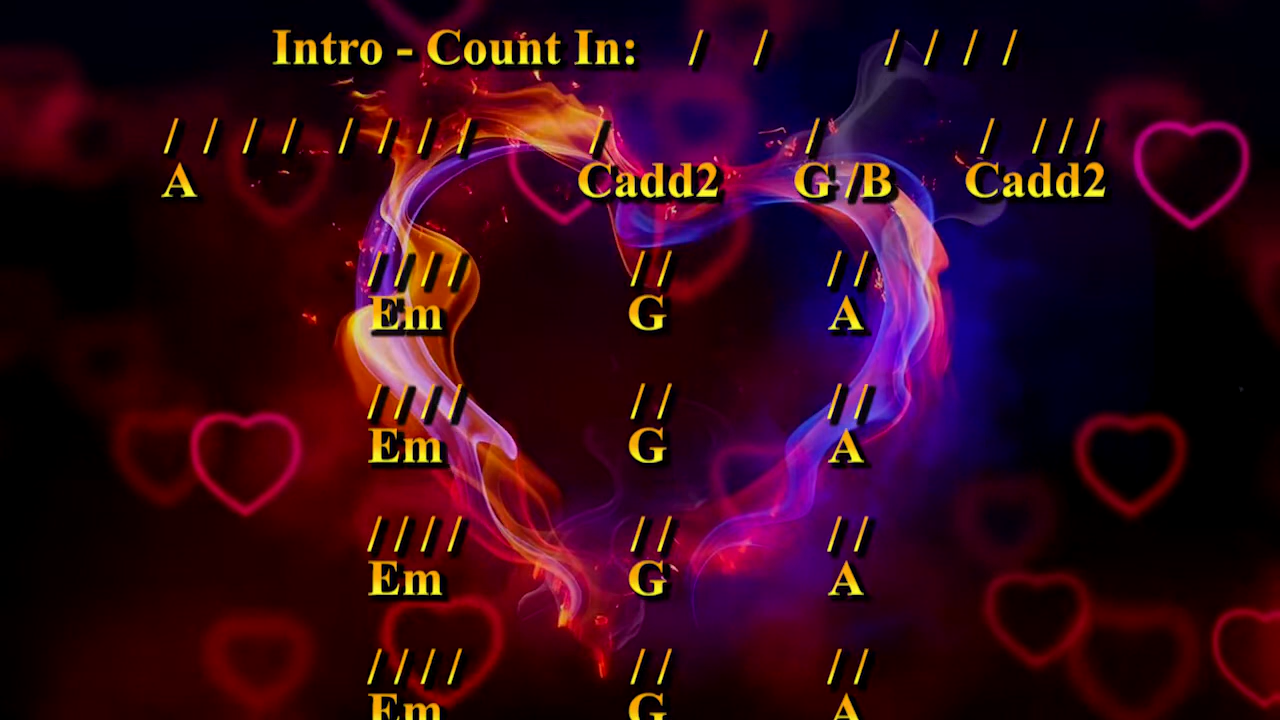 Intro - Count In: / / / / / /
/ / / / / / / / / / / / / /
A Cadd2 G /B Cadd2
/ / / / / / / /
Em G A
/ / / / / / / /
Em G A
/ / / / / / / /
Em G A
/ / / / / / / /
Em G A